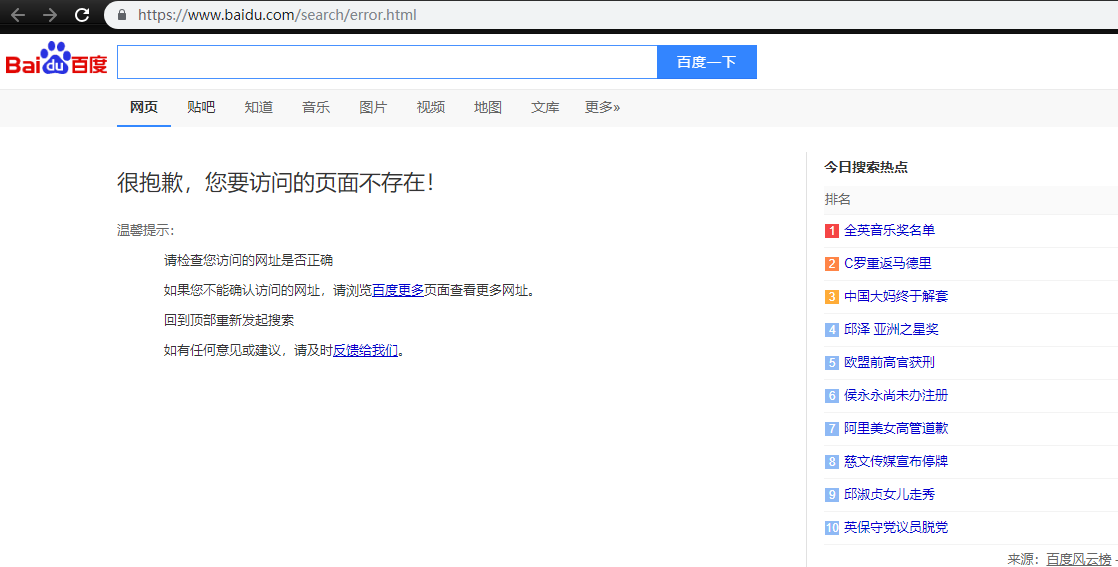 https://www.baidu.com/search/error.html
Baidu百度
百度一下
网页 贴吧 知道 音乐 图片 视频 地图 文库 更多»
很抱歉，您要访问的页面不存在！
温馨提示：
请检查您访问的网址是否正确
如果您不能确认访问的网址，请浏览百度更多页面查看更多网址。
回到顶部重新发起搜索
如有任何意见或建议，请及时反馈给我们。
今日搜索热点
排名
1 全英音乐奖名单
2 C罗重返马德里
3 中国大妈终于解套
4 邱泽 亚洲之星奖
5 欧盟前高官获刑
6 侯永永尚未办注册
7 阿里美女高管道歉
8 慈文传媒宣布停牌
9 邱淑贞女儿走秀
10 英保守党议员脱党
来源：百度风云榜 -